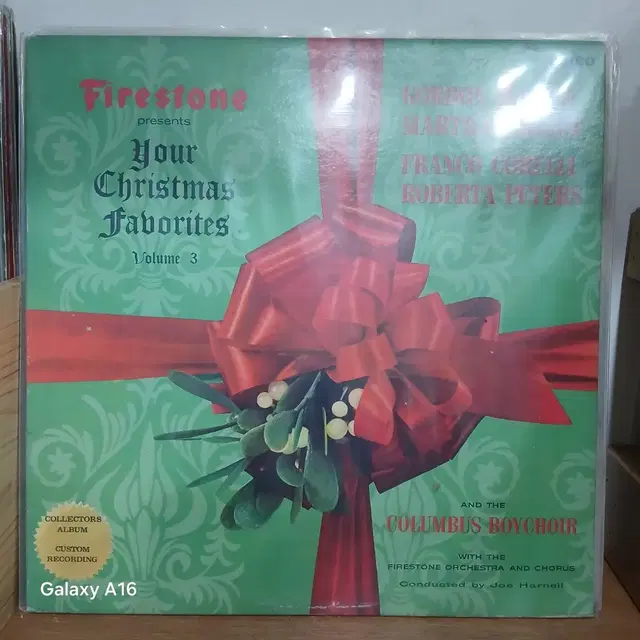 Firestone
presents
Your
Christmas
Favorites
Volume 3
FRANCO CORELLI
ROBERTA PETERS
AND THE
COLUMBUS BOYCHOIR
WITH THE
FIRESTONE ORCHESTRA AND CHORUS
Conducted by Joe Harnell
COLLECTORS
ALBUM
CUSTOM
RECORDING
Galaxy A16